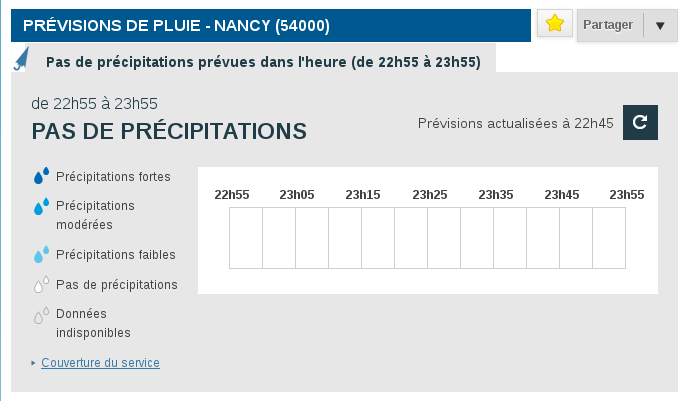 PRÉVISIONS DE PLUIE - NANCY (54000)
Partager
Pas de précipitations prévues dans l'heure (de 22h55 à 23h55)
de 22h55 à 23h55
PAS DE PRÉCIPITATIONS
Prévisions actualisées à 22h45
Précipitations fortes
Précipitations
modérées
Précipitations faibles
Pas de précipitations
Données
indisponibles
Couverture du service
22h55 23h05 23h15 23h25 23h35 23h45 23h55